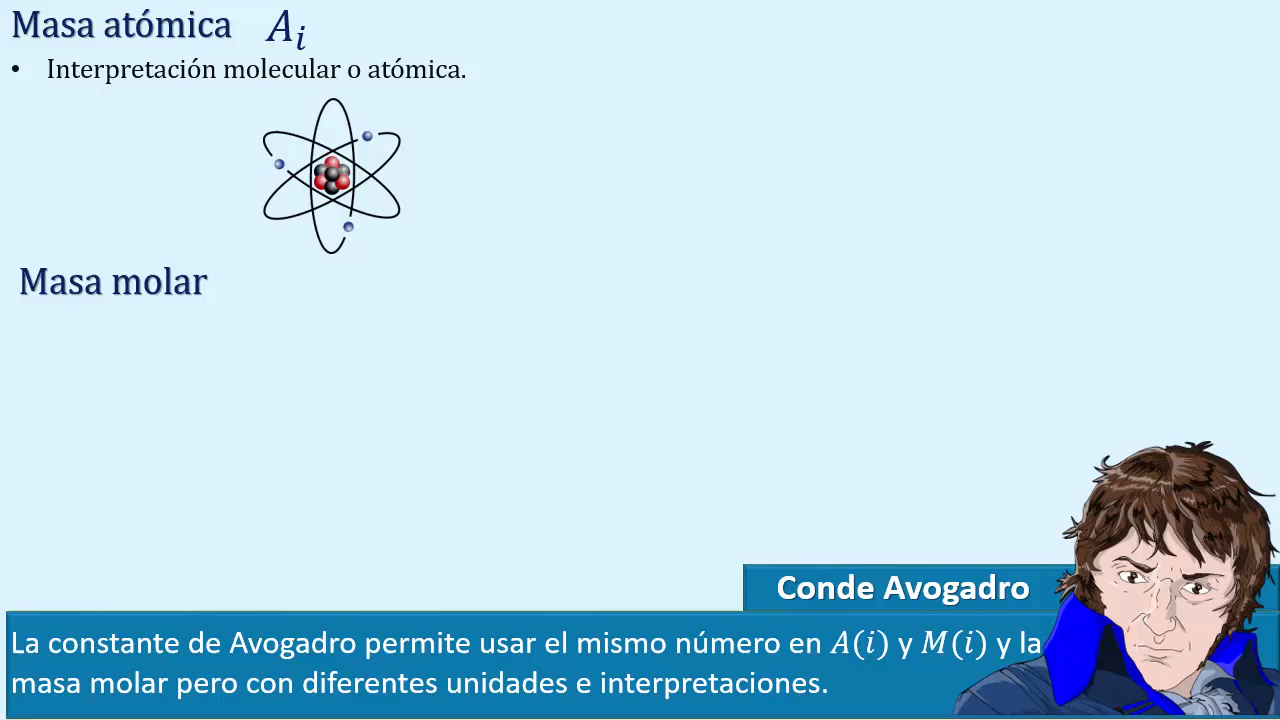 Masa atómica A_i
• Interpretación molecular o atómica.
Masa molar
Conde Avogadro
La constante de Avogadro permite usar el mismo número en A(i) y M(i) y la
masa molar pero con diferentes unidades e interpretaciones.